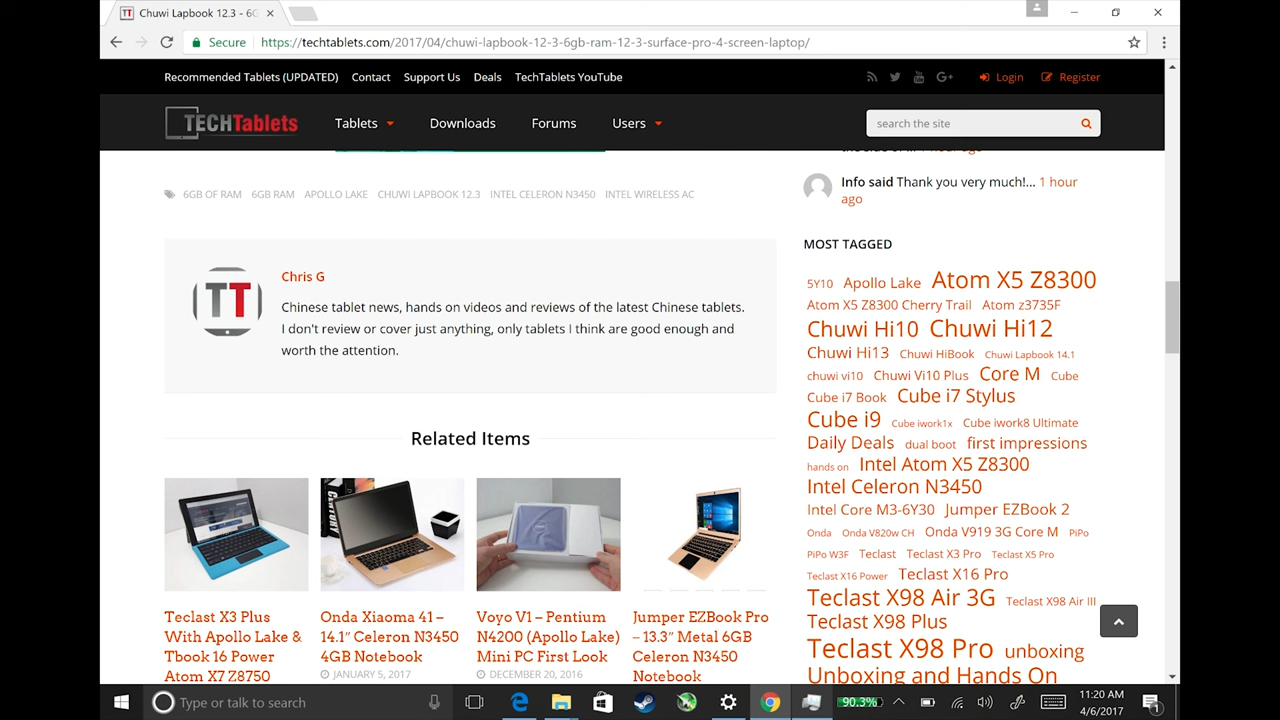 TT Chuwi Lapbook 12.3 - 6G
Secure https://techtablets.com/2017/04/chuwi-lapbook-12-3-6gb-ram-12-3-surface-pro-4-screen-laptop/
Recommended Tablets (UPDATED) Contact Support Us Deals TechTablets YouTube Login Register
TECHTablets Tablets Downloads Forums Users search the site
Info said Thank you very much!... 1 hour
ago
6GB OF RAM 6GB RAM APOLLO LAKE CHUWI LAPBOOK 12.3 INTEL CELERON N3450 INTEL WIRELESS AC
TT
Chris G
Chinese tablet news, hands on videos and reviews of the latest Chinese tablets.
I don't review or cover just anything, only tablets I think are good enough and
worth the attention.
Related Items
Teclast X3 Plus
With Apollo Lake &
Tbook 16 Power
Atom X7 Z8750
Onda Xiaoma 41 –
14.1″ Celeron N3450
4GB Notebook
JANUARY 5, 2017
Voyo V1 – Pentium
N4200 (Apollo Lake)
Mini PC First Look
DECEMBER 20, 2016
Jumper EZBook Pro
– 13.3″ Metal 6GB
Celeron N3450
Notebook
MOST TAGGED
5Y10 Apollo Lake Atom X5 Z8300
Atom X5 Z8300 Cherry Trail Atom z3735F
Chuwi Hi10 Chuwi Hi12
Chuwi Hi13 Chuwi HiBook Chuwi Lapbook 14.1
chuwi vi10 Chuwi Vi10 Plus Core M Cube
Cube i7 Book Cube i7 Stylus
Cube i9 Cube iwork1x Cube iwork8 Ultimate
Daily Deals dual boot first impressions
hands on Intel Atom X5 Z8300
Intel Celeron N3450
Intel Core M3-6Y30 Jumper EZBook 2
Onda Onda V820w CH Onda V919 3G Core M PiPo
PiPo W3F Teclast Teclast X3 Pro Teclast X5 Pro
Teclast X16 Power Teclast X16 Pro
Teclast X98 Air 3G Teclast X98 Air III
Teclast X98 Plus
Teclast X98 Pro unboxing
Unboxing and Hands On
Type or talk to search 90.3% 11:20 AM
4/6/2017 1